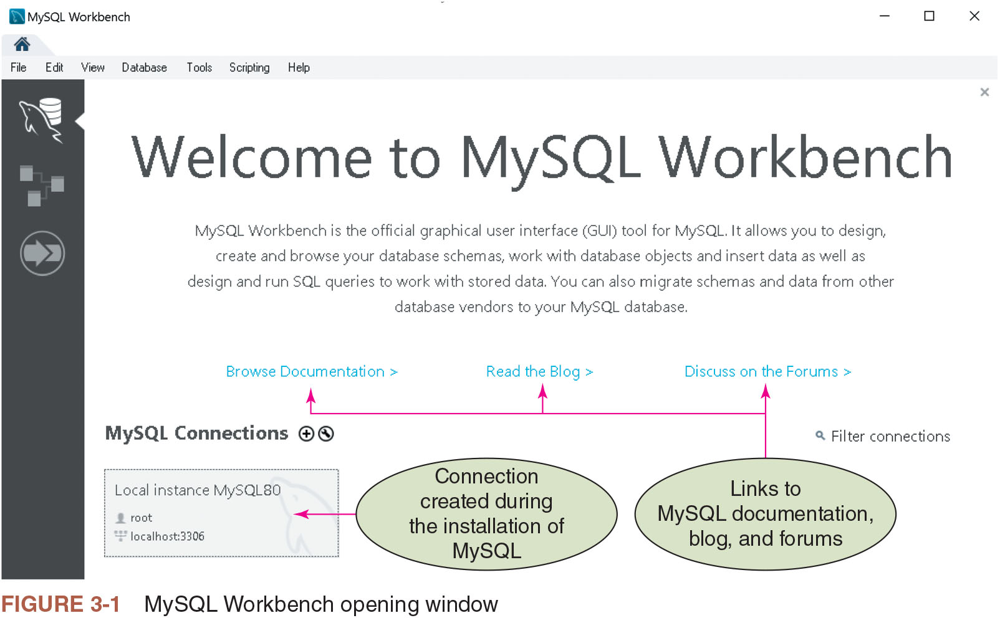 MySQL Workbench
File Edit View Database Tools Scripting Help
Welcome to MySQL Workbench
MySQL Workbench is the official graphical user interface (GUI) tool for MySQL. It allows you to design,
create and browse your database schemas, work with database objects and insert data as well as
design and run SQL queries to work with stored data. You can also migrate schemas and data from other
database vendors to your MySQL database.
Browse Documentation >
Read the Blog >
Discuss on the Forums >
MySQL Connections
Filter connections
Local instance MySQL80
root
localhost:3306
Connection
created during
the installation of
MySQL
Links to
MySQL documentation,
blog, and forums
FIGURE 3-1 MySQL Workbench opening window